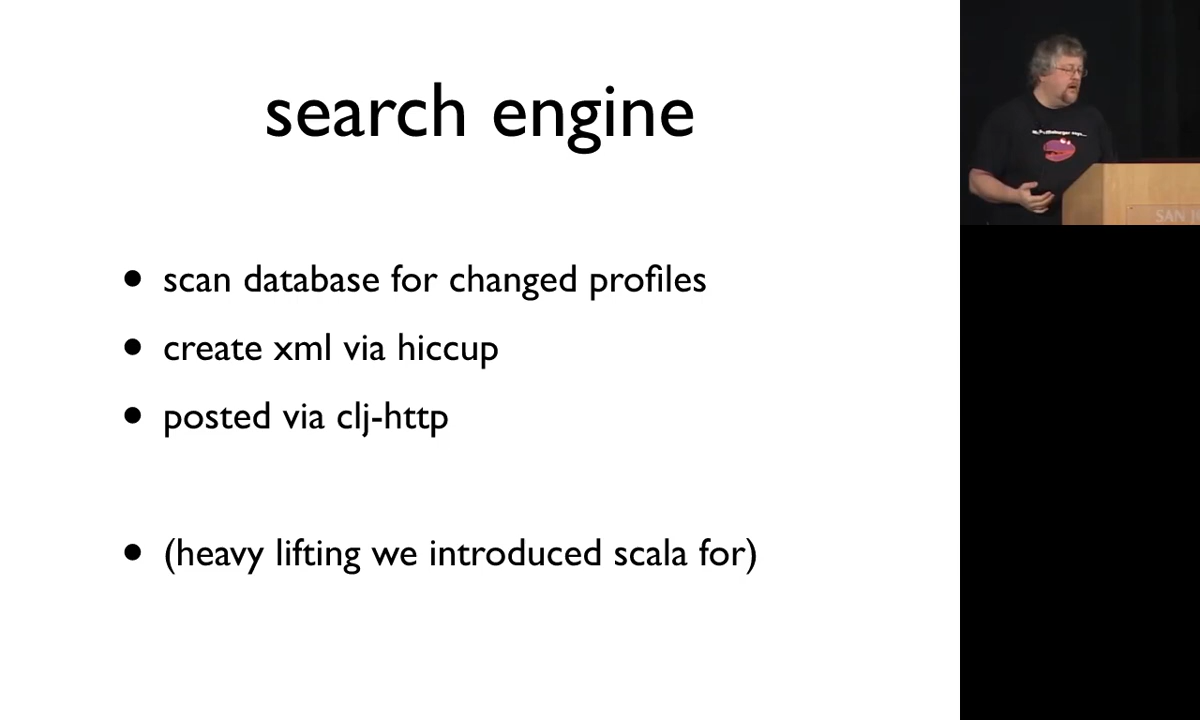 search engine
• scan database for changed profiles
• create xml via hiccup
• posted via clj-http
• (heavy lifting we introduced scala for)
says...
SAN